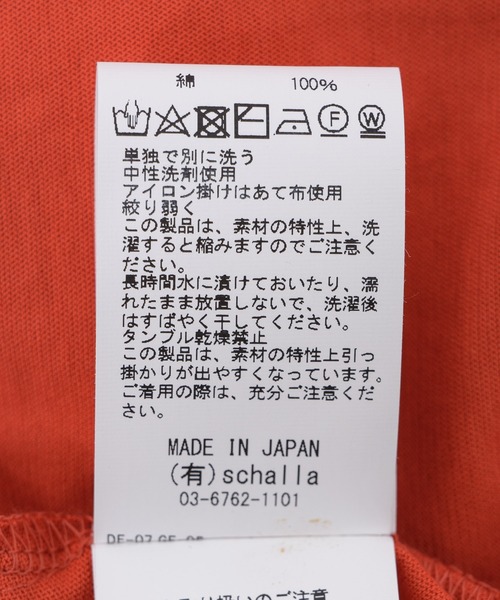 綿 100%
F W
単独で別に洗う
中性洗剤使用
アイロン掛けはあて布使用
絞り弱く
この製品は、素材の特性上、洗
濯すると縮みますのでご注意く
ださい。
長時間水に漬けておいたり、濡
れたまま放置しないで、洗濯後
はすばやく干してください。
タンブル乾燥禁止
この製品は、素材の特性上引っ
掛かりが出やすくなっています。
ご着用の際は、充分ご注意くだ
さい。
MADE IN JAPAN
(有)schalla
03-6762-1101
扱いのご注意